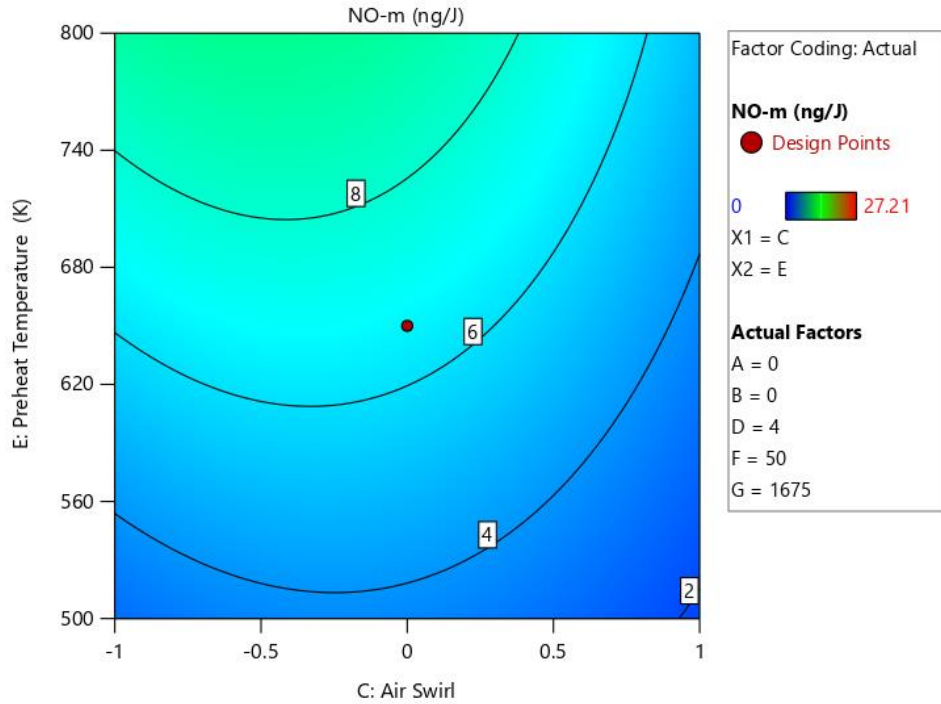 NO-m (ng/J)
800
740
680
620
560
500
E: Preheat Temperature (K)
8
6
4
2
-1
-0.5
0
0.5
1
C: Air Swirl
Factor Coding: Actual
NO-m (ng/J)
Design Points
0 27.21
X1 = C
X2 = E
Actual Factors
A = 0
B = 0
D = 4
F = 50
G = 1675